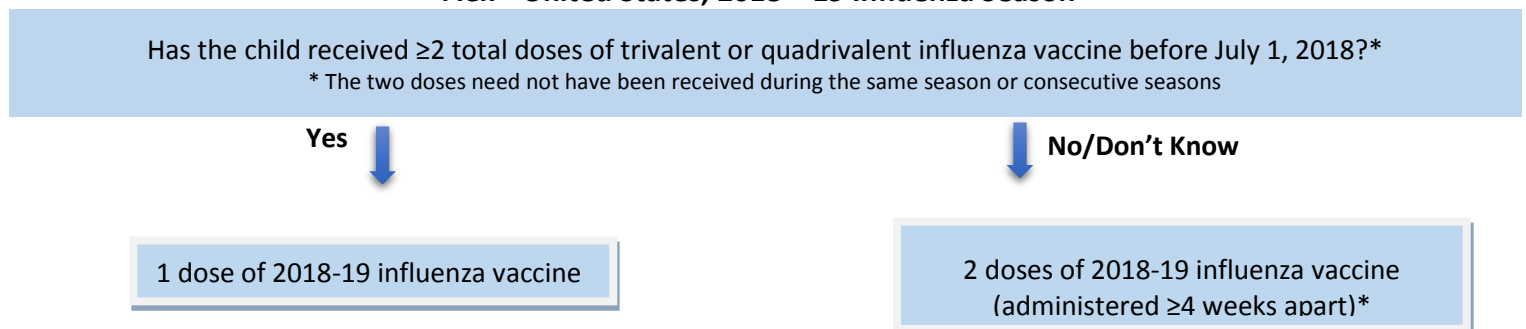 Has the child received ≥2 total doses of trivalent or quadrivalent influenza vaccine before July 1, 2018?*
* The two doses need not have been received during the same season or consecutive seasons
Yes
No/Don't Know
1 dose of 2018-19 influenza vaccine
2 doses of 2018-19 influenza vaccine
(administered ≥4 weeks apart)*